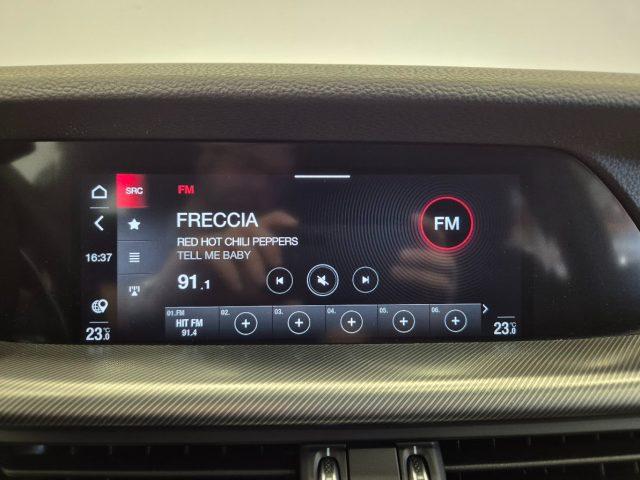 SRC
FM
FRECCIA
RED HOT CHILI PEPPERS
TELL ME BABY
FM
16:37
91.1
01.FM
HIT FM
91.4
02.
03.
04.
05.
06.
23.0°C
23.0°C